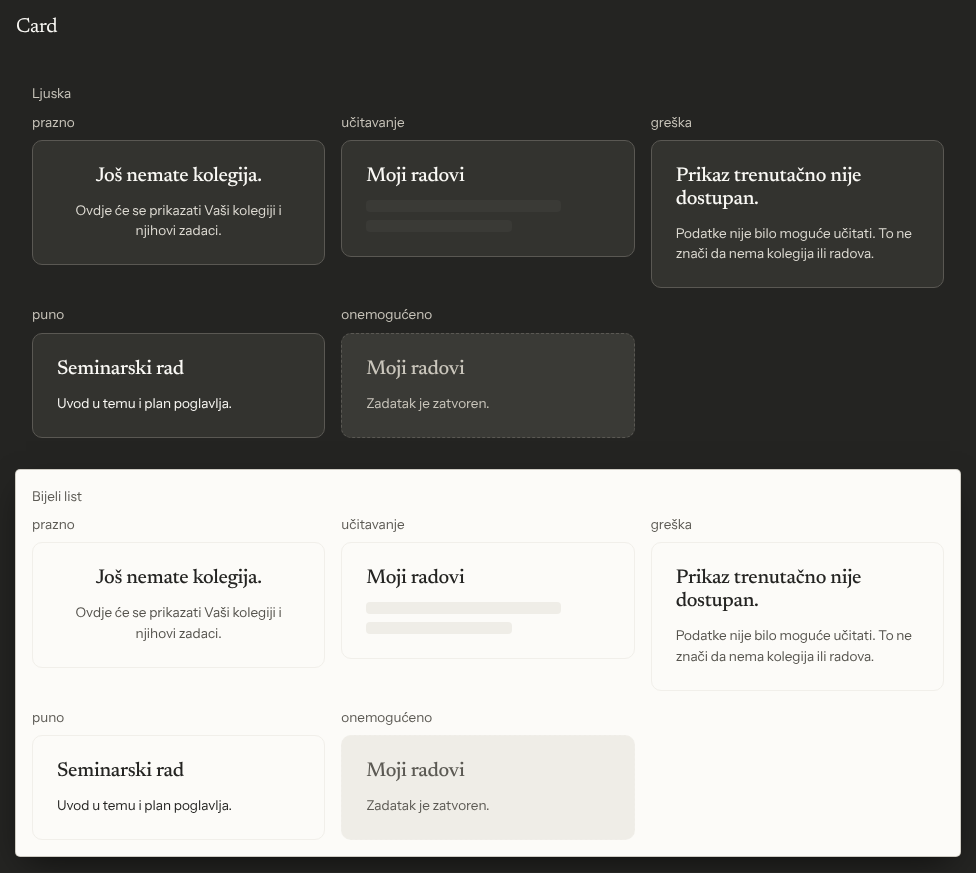 Card
Ljuska
prazno
Još nemate kolegija.
Ovdje će se prikazati Vaši kolegiji i
njihovi zadaci.
učitavanje
Moji radovi
greška
Prikaz trenutačno nije
dostupan.
Podatke nije bilo moguće učitati. To ne
znači da nema kolegija ili radova.
puno
Seminarski rad
Uvod u temu i plan poglavlja.
onemogućeno
Moji radovi
Zadatak je zatvoren.
Bijeli list
prazno
Još nemate kolegija.
Ovdje će se prikazati Vaši kolegiji i
njihovi zadaci.
učitavanje
Moji radovi
greška
Prikaz trenutačno nije
dostupan.
Podatke nije bilo moguće učitati. To ne
znači da nema kolegija ili radova.
puno
Seminarski rad
Uvod u temu i plan poglavlja.
onemogućeno
Moji radovi
Zadatak je zatvoren.